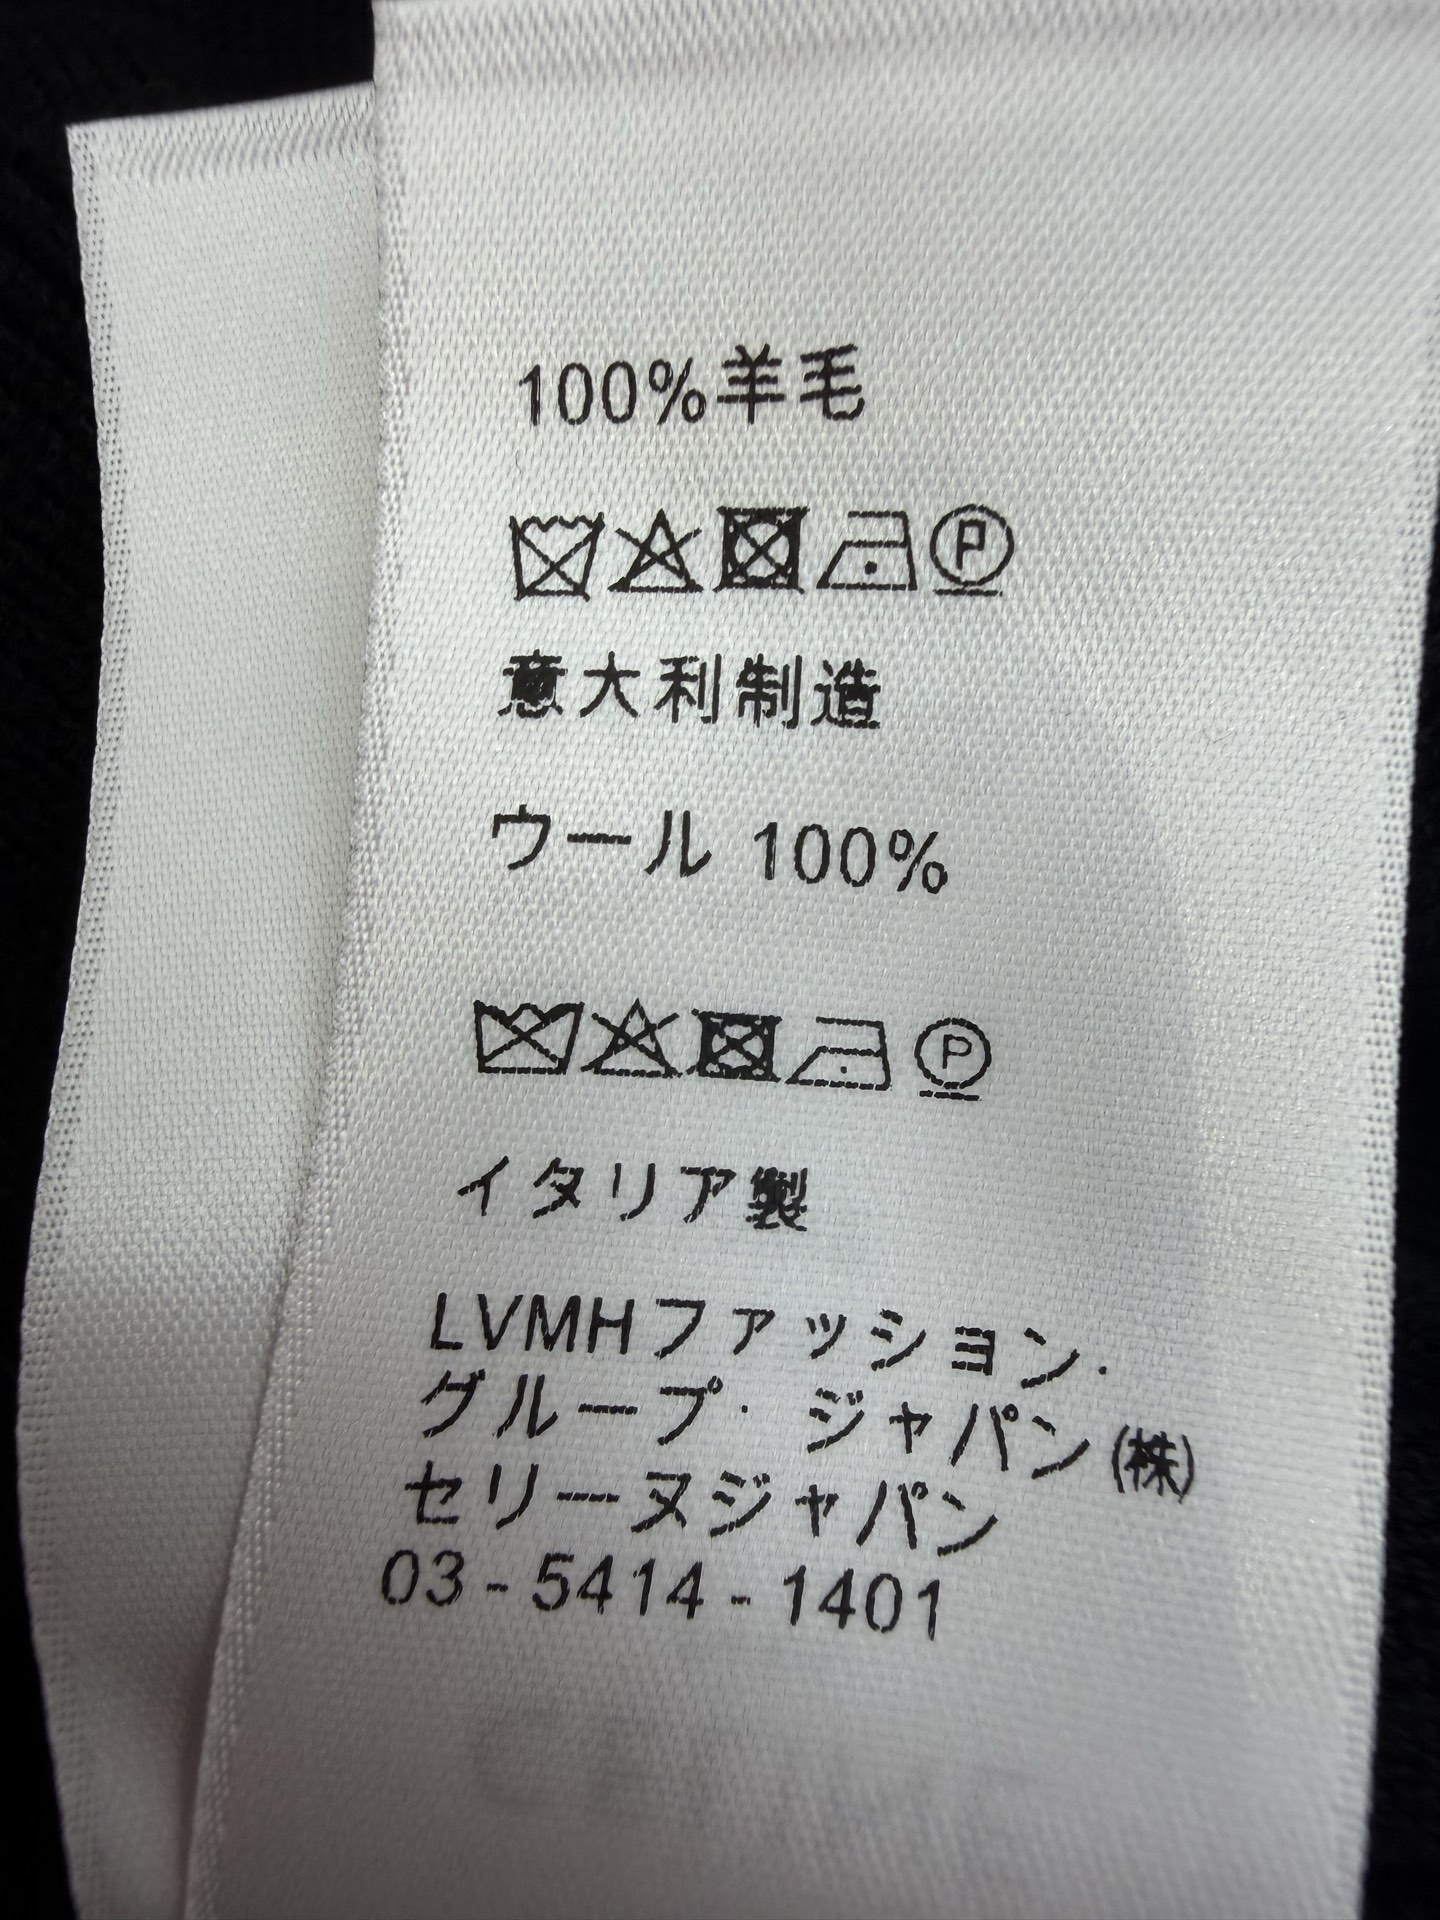 100%羊毛
意大利制造
ウール 100%
イタリア製
LVMHファッション・
グループ・ジャパン(株)
セリーヌジャパン
03-5414-1401